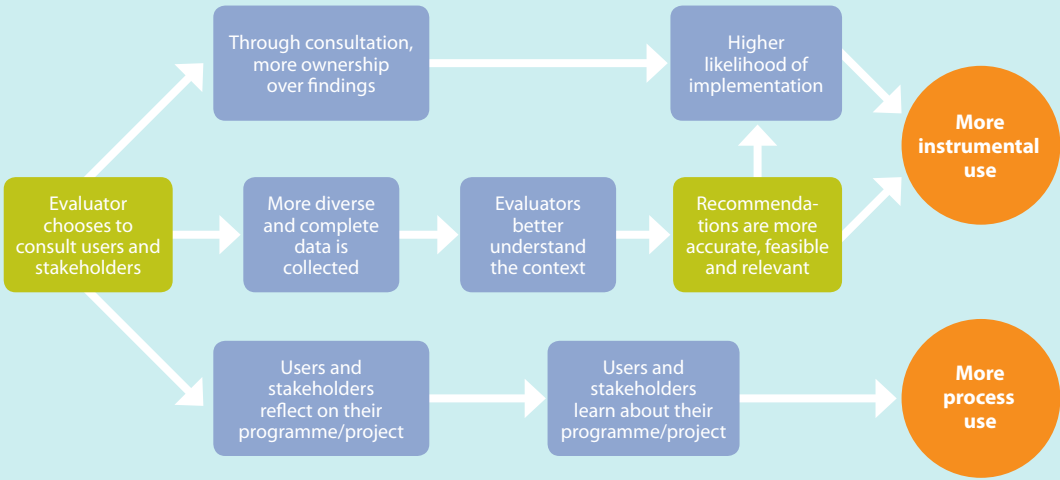 Through consultation,
more ownership
over findings
Higher
likelihood of
implementation
More
instrumental
use
Evaluator
chooses to
consult users and
stakeholders
More diverse
and complete
data is
collected
Evaluators
better
understand
the context
Recommenda-
tions are more
accurate, feasible
and relevant
Users and
stakeholders
reflect on their
programme/project
Users and
stakeholders
learn about their
programme/project
More
process
use